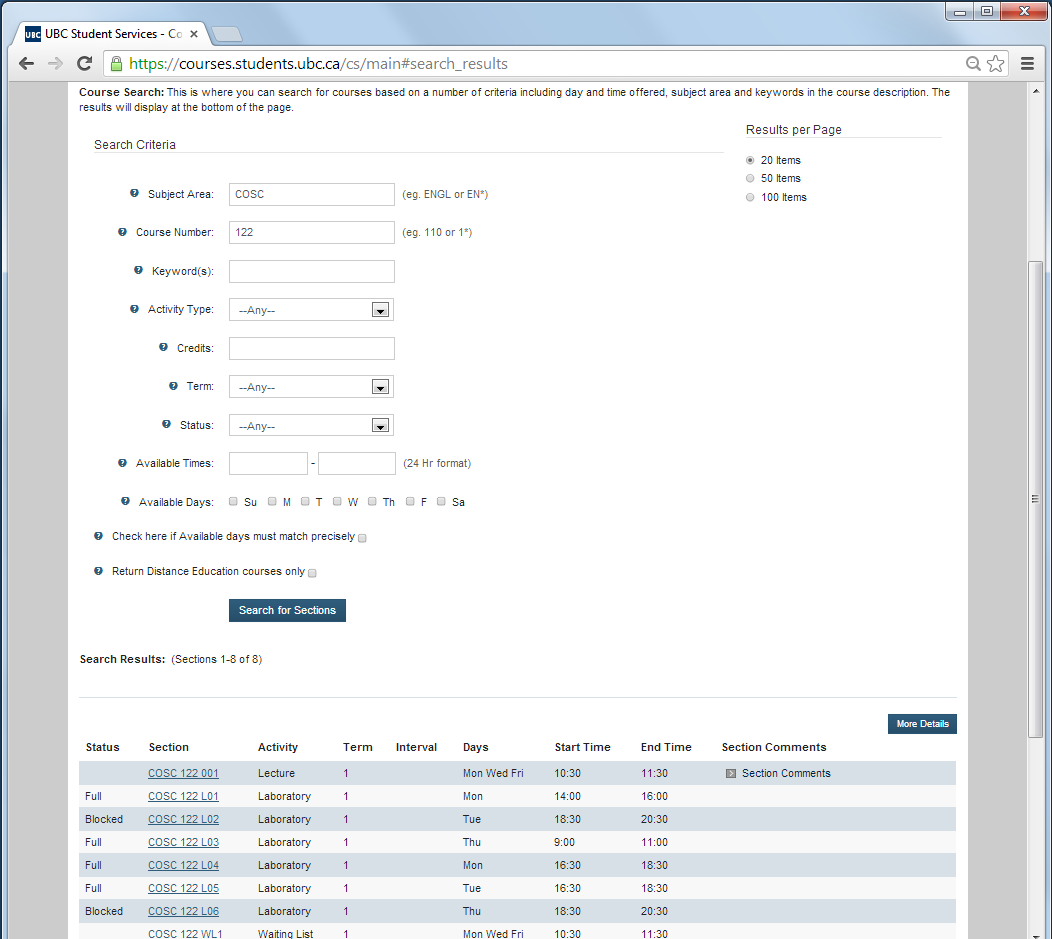 UBC UBC Student Services - Co
https://courses.students.ubc.ca/cs/main#search_results
Course Search: This is where you can search for courses based on a number of criteria including day and time offered, subject area and keywords in the course description. The
results will display at the bottom of the page.
Results per Page
Search Criteria
20 Items
50 Items
100 Items
Subject Area: COSC (eg. ENGL or EN*)
Course Number: 122 (eg. 110 or 1*)
Keyword(s):
Activity Type: --Any--
Credits:
Term: --Any--
Status: --Any--
Available Times: - (24 Hr format)
Available Days: Su M T W Th F Sa
Check here if Available days must match precisely
Return Distance Education courses only
Search for Sections
Search Results: (Sections 1-8 of 8)
More Details
Status Section Activity Term Interval Days Start Time End Time Section Comments
COSC 122 001 Lecture 1 Mon Wed Fri 10:30 11:30 Section Comments
Full COSC 122 L01 Laboratory 1 Mon 14:00 16:00
Blocked COSC 122 L02 Laboratory 1 Tue 18:30 20:30
Full COSC 122 L03 Laboratory 1 Thu 9:00 11:00
Full COSC 122 L04 Laboratory 1 Mon 16:30 18:30
Full COSC 122 L05 Laboratory 1 Tue 16:30 18:30
Blocked COSC 122 L06 Laboratory 1 Thu 18:30 20:30
COSC 122 WL1 Waiting List 1 Mon Wed Fri 10:30 11:30